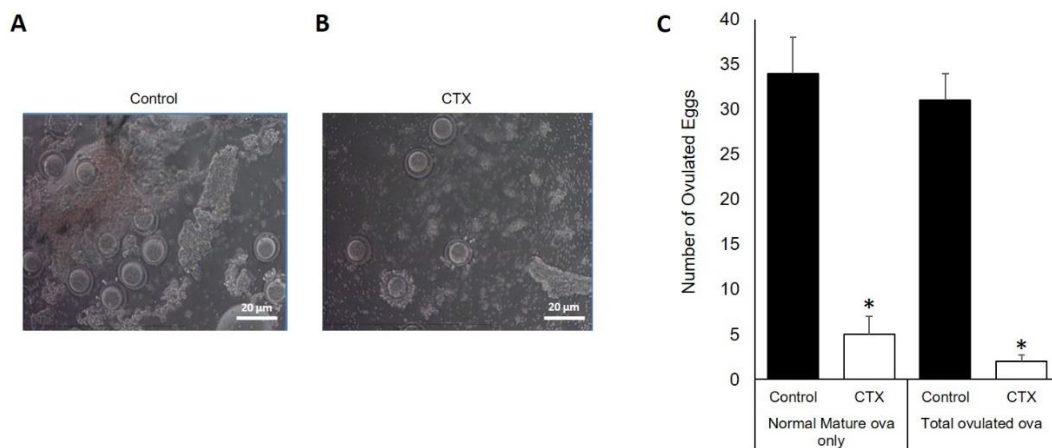 A
B
C
Control
CTX
20 µm
20 µm
Number of Ovulated Eggs
40
35
30
25
20
15
10
5
0
*
*
Control CTX Control CTX
Normal Mature ova only
Total ovulated ova